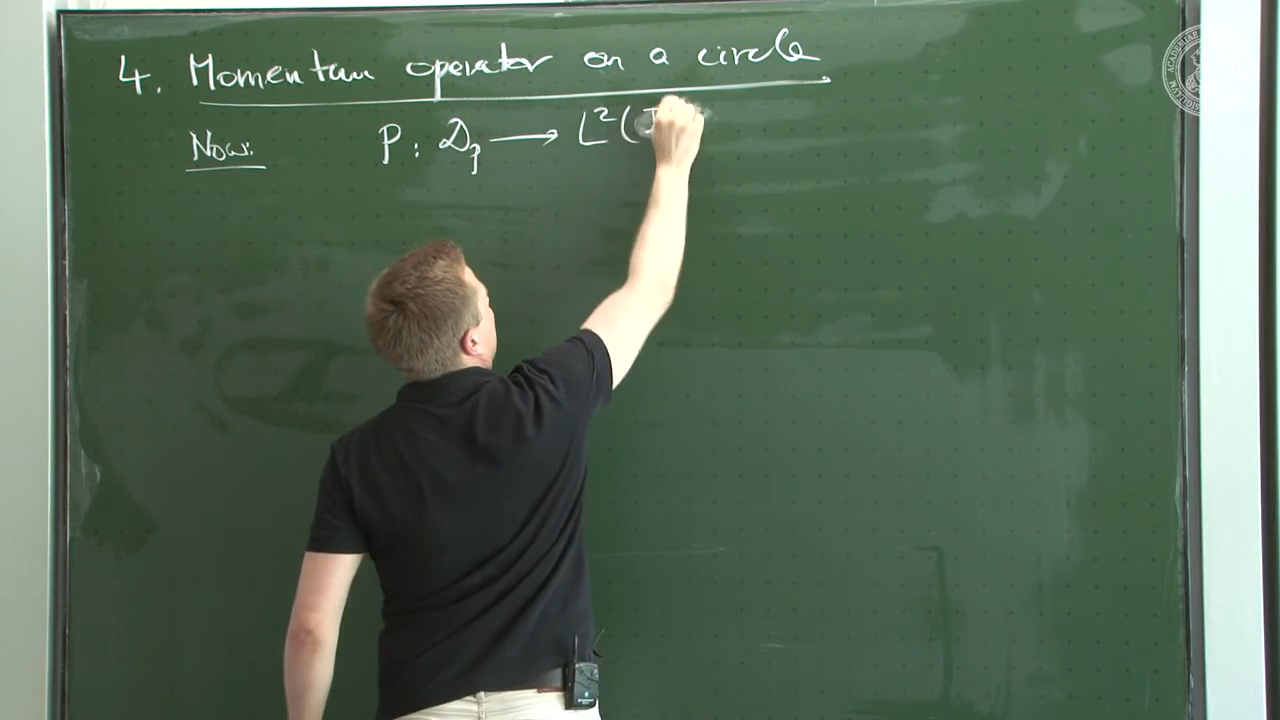 4. Momentum operator on a circle
Now: P : D_P ⟶ L²(